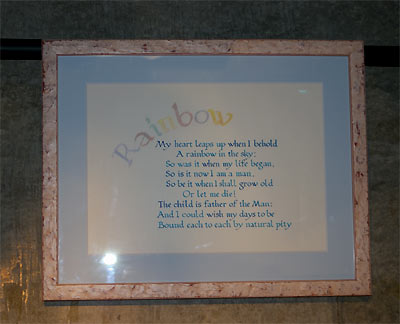 Rainbow
My heart leaps up when I behold
A rainbow in the sky:
So was it when my life began,
So is it now I am a man,
So be it when I shall grow old
Or let me die!
The child is father of the Man:
And I could wish my days to be
Bound each to each by natural pity